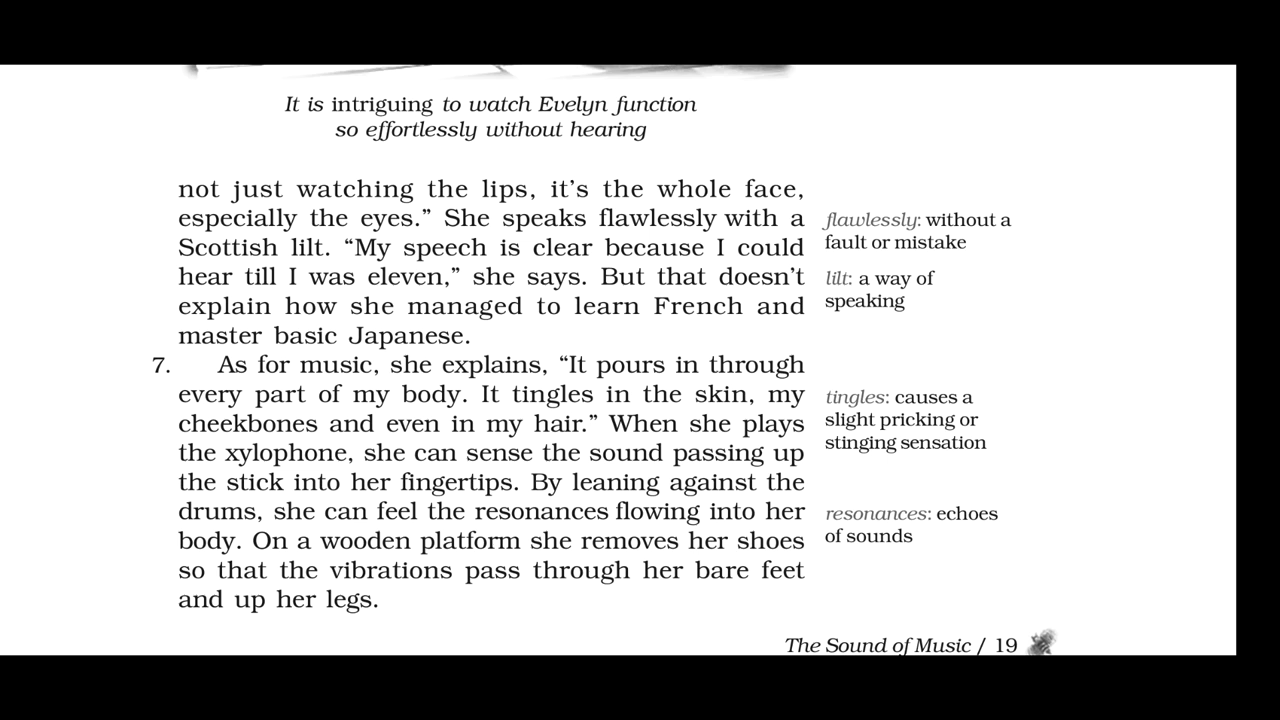 It is intriguing to watch Evelyn function
so effortlessly without hearing
not just watching the lips, it's the whole face,
especially the eyes.” She speaks flawlessly with a
Scottish lilt. “My speech is clear because I could
hear till I was eleven,” she says. But that doesn't
explain how she managed to learn French and
master basic Japanese.
7. As for music, she explains, “It pours in through
every part of my body. It tingles in the skin, my
cheekbones and even in my hair.” When she plays
the xylophone, she can sense the sound passing up
the stick into her fingertips. By leaning against the
drums, she can feel the resonances flowing into her
body. On a wooden platform she removes her shoes
so that the vibrations pass through her bare feet
and up her legs.
flawlessly: without a
fault or mistake
lilt: a way of
speaking
tingles: causes a
slight pricking or
stinging sensation
resonances: echoes
of sounds
The Sound of Music / 19